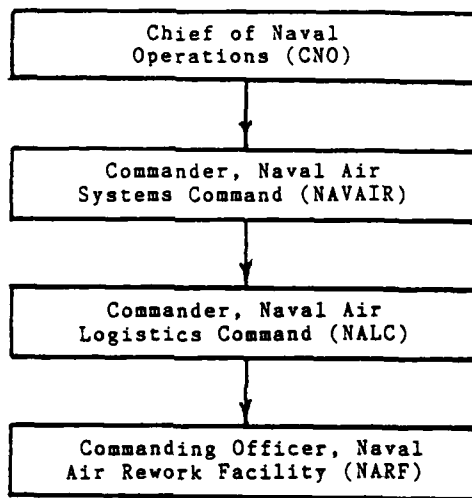 Chief of Naval
Operations (CNO)
Commander, Naval Air
Systems Command (NAVAIR)
Commander, Naval Air
Logistics Command (NALC)
Commanding Officer, Naval
Air Rework Facility (NARF)